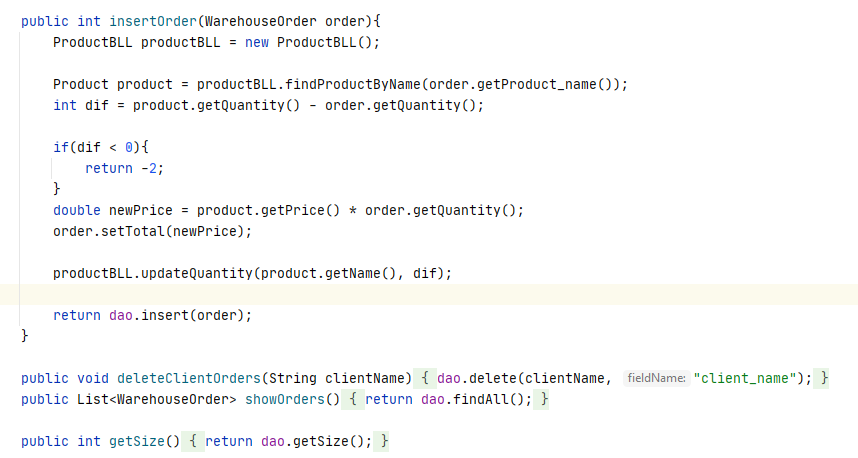 public int insertOrder(WarehouseOrder order){
ProductBLL productBLL = new ProductBLL();
Product product = productBLL.findProductByName(order.getProduct_name());
int dif = product.getQuantity() - order.getQuantity();
if(dif < 0){
return -2;
}
double newPrice = product.getPrice() * order.getQuantity();
order.setTotal(newPrice);
productBLL.updateQuantity(product.getName(), dif);
return dao.insert(order);
}
public void deleteClientOrders(String clientName) { dao.delete(clientName, fieldName: "client_name"); }
public List<WarehouseOrder> showOrders() { return dao.findAll(); }
public int getSize() { return dao.getSize(); }